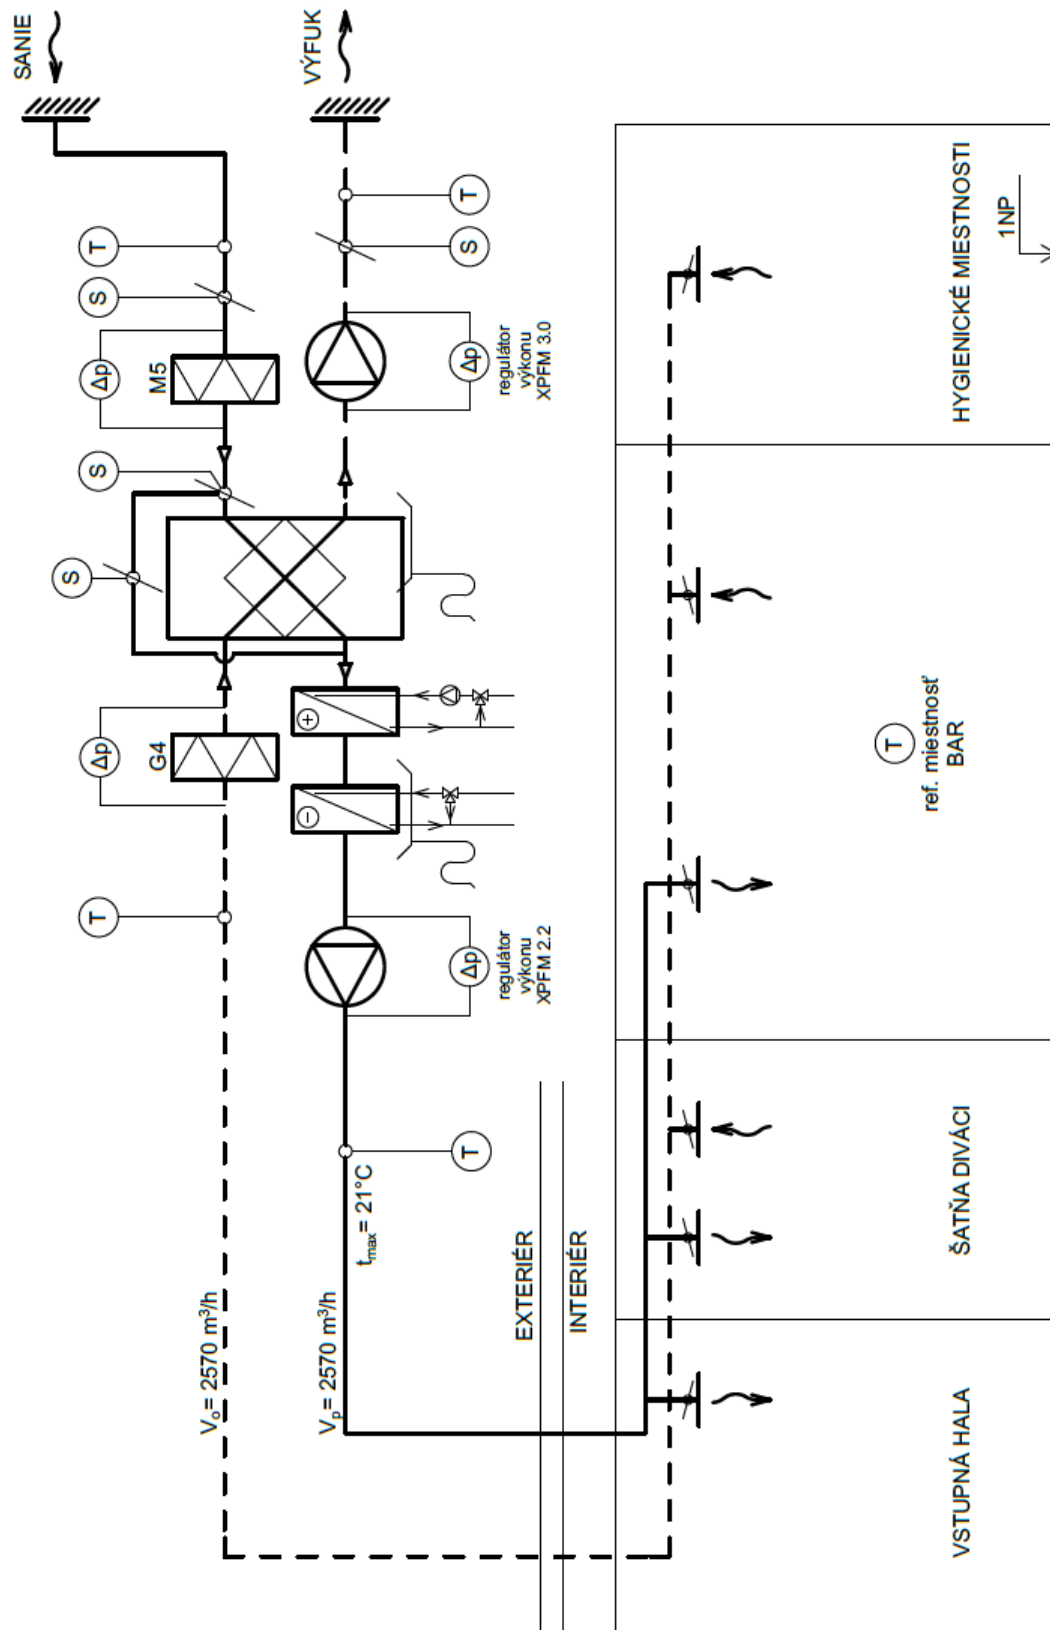 SANIE
VÝFUK
T
S
Δp
M5
S
S
T
S
Δp
regulátor
výkonu
XPFM 3.0
Δp
G4
+
−
T
Δp
regulátor
výkonu
XPFM 2.2
T
tmax= 21°C
Vo= 2570 m³/h
Vp= 2570 m³/h
EXTERIÉR
INTERIÉR
HYGIENICKÉ MIESTNOSTI
1NP
T
ref. miestnosť
BAR
ŠATŇA DIVÁCI
VSTUPNÁ HALA